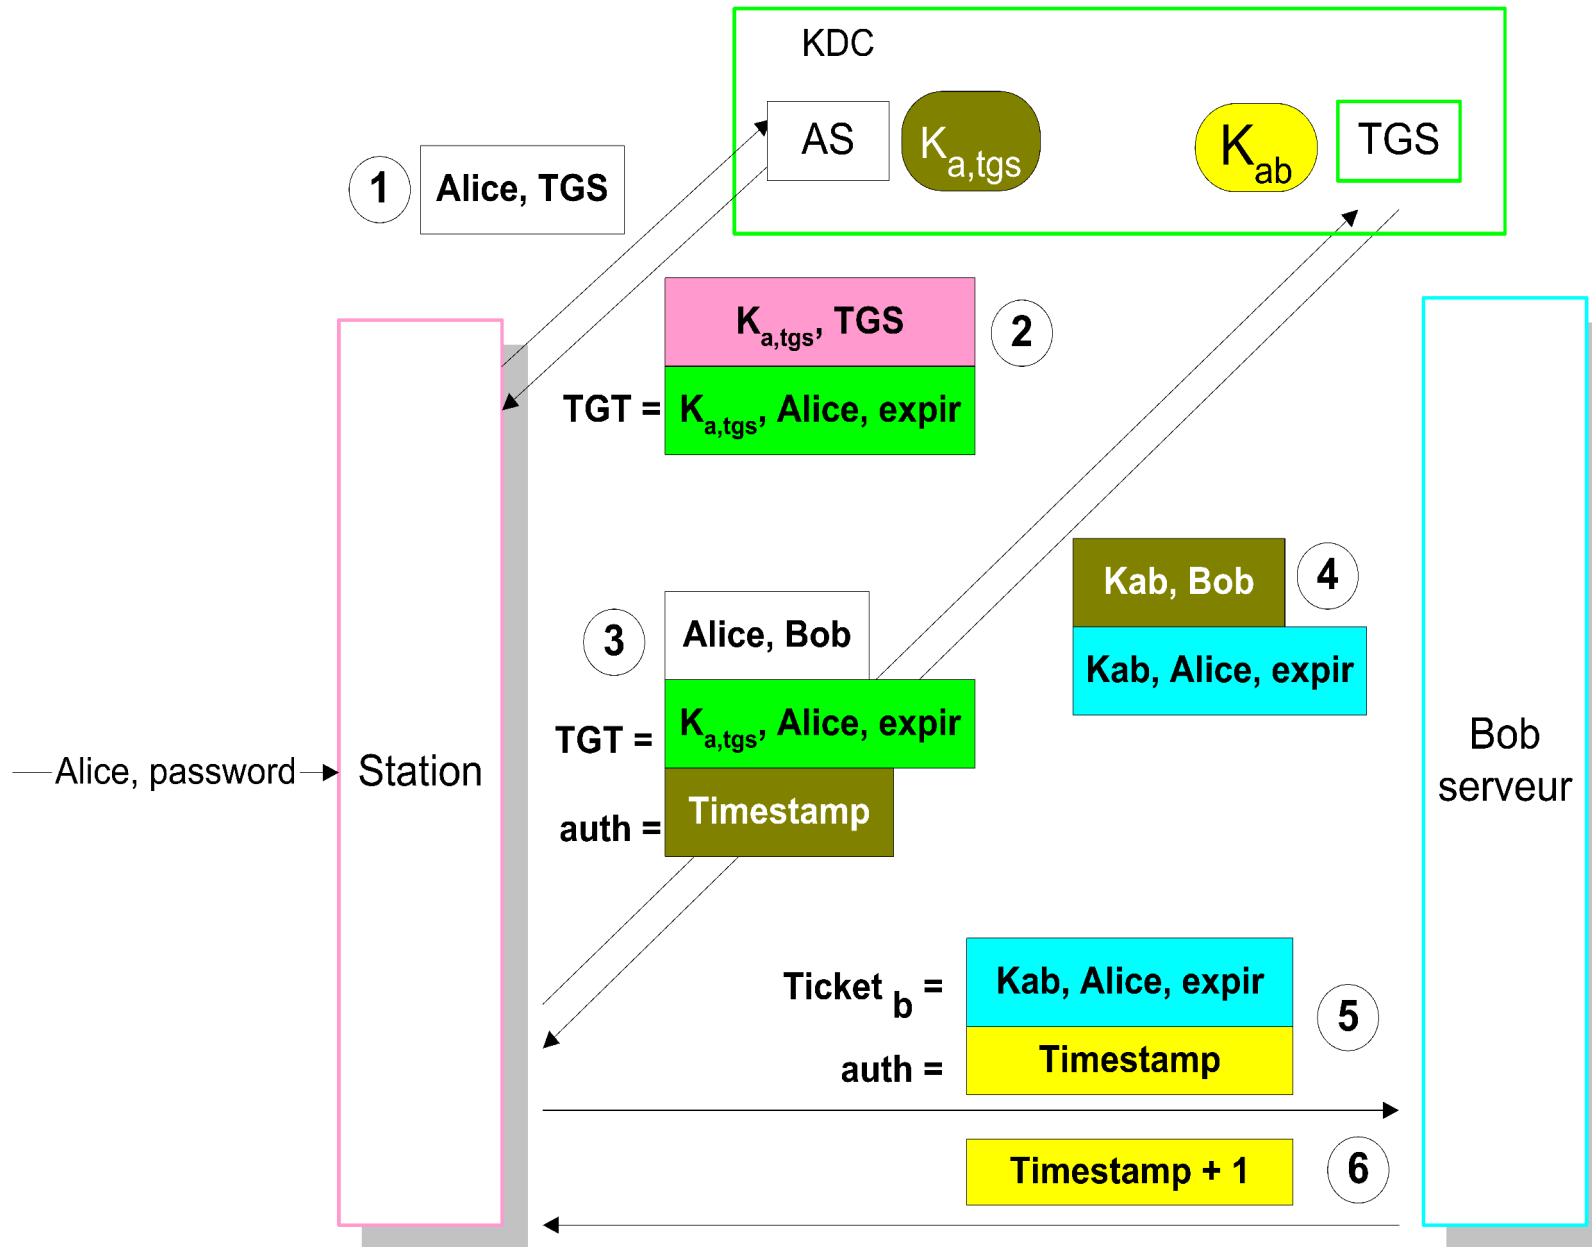 KDC
AS
Ka,tgs
Kab
TGS
1
Alice, TGS
Ka,tgs, TGS
2
TGT =
Ka,tgs, Alice, expir
Kab, Bob
4
Kab, Alice, expir
3
Alice, Bob
TGT =
Ka,tgs, Alice, expir
auth =
Timestamp
Alice, password
Station
Bob
serveur
Ticket b =
Kab, Alice, expir
5
auth =
Timestamp
Timestamp + 1
6